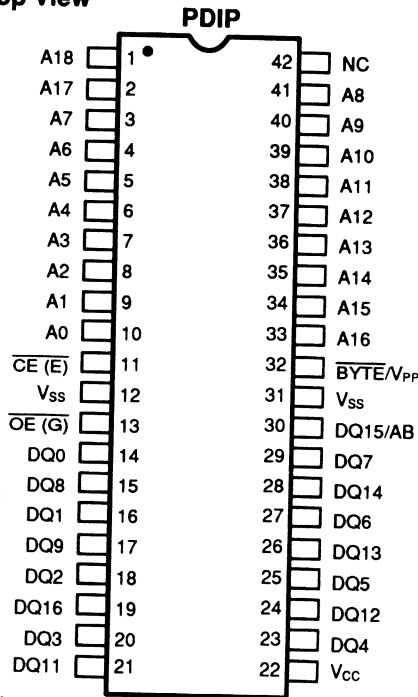 PDIP
A18 1 42 NC
A17 2 41 A8
A7 3 40 A9
A6 4 39 A10
A5 5 38 A11
A4 6 37 A12
A3 7 36 A13
A2 8 35 A14
A1 9 34 A15
A0 10 33 A16
CE (E) 11 32 BYTE/VPP
VSS 12 31 VSS
OE (G) 13 30 DQ15/AB
DQ0 14 29 DQ7
DQ8 15 28 DQ14
DQ1 16 27 DQ6
DQ9 17 26 DQ13
DQ2 18 25 DQ5
DQ16 19 24 DQ12
DQ3 20 23 DQ4
DQ11 21 22 VCC